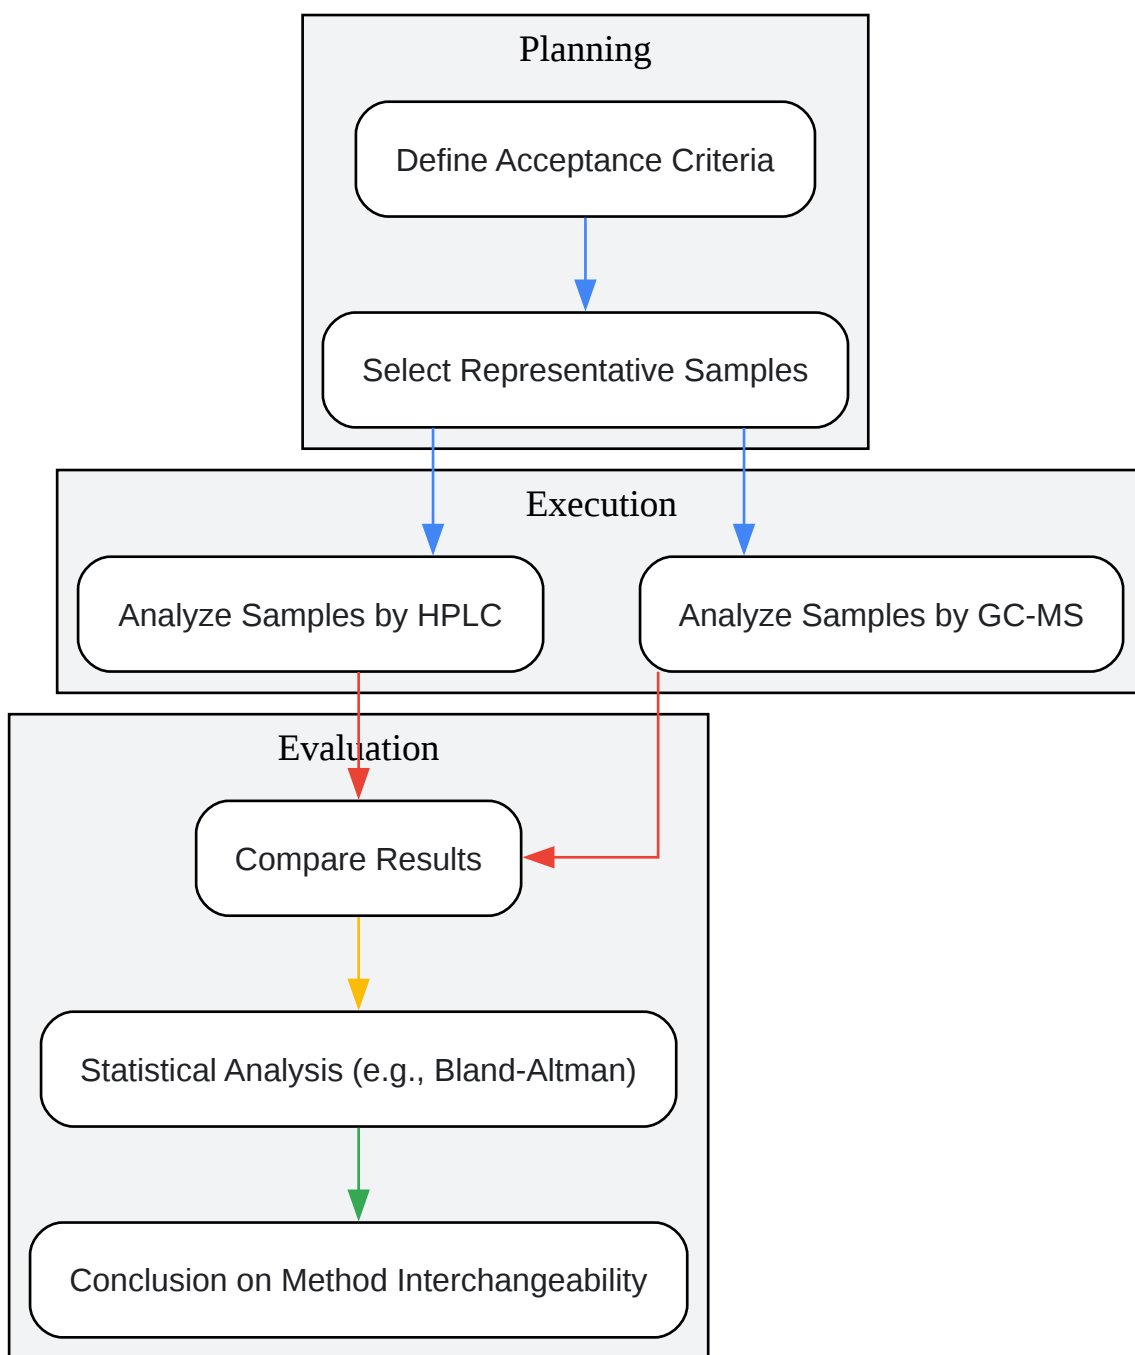 Planning
Define Acceptance Criteria
Select Representative Samples
Execution
Analyze Samples by HPLC
Analyze Samples by GC-MS
Evaluation
Compare Results
Statistical Analysis (e.g., Bland-Altman)
Conclusion on Method Interchangeability